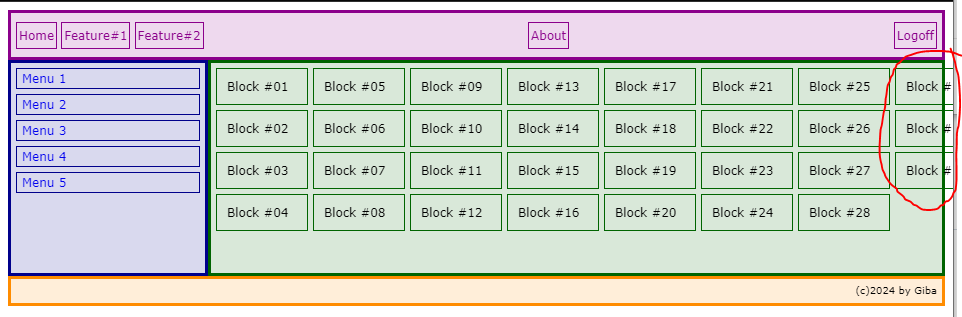 Home Feature#1 Feature#2 About Logoff
Menu 1
Menu 2
Menu 3
Menu 4
Menu 5
Block #01 Block #05 Block #09 Block #13 Block #17 Block #21 Block #25 Block #
Block #02 Block #06 Block #10 Block #14 Block #18 Block #22 Block #26 Block #
Block #03 Block #07 Block #11 Block #15 Block #19 Block #23 Block #27 Block #
Block #04 Block #08 Block #12 Block #16 Block #20 Block #24 Block #28
(c)2024 by Giba